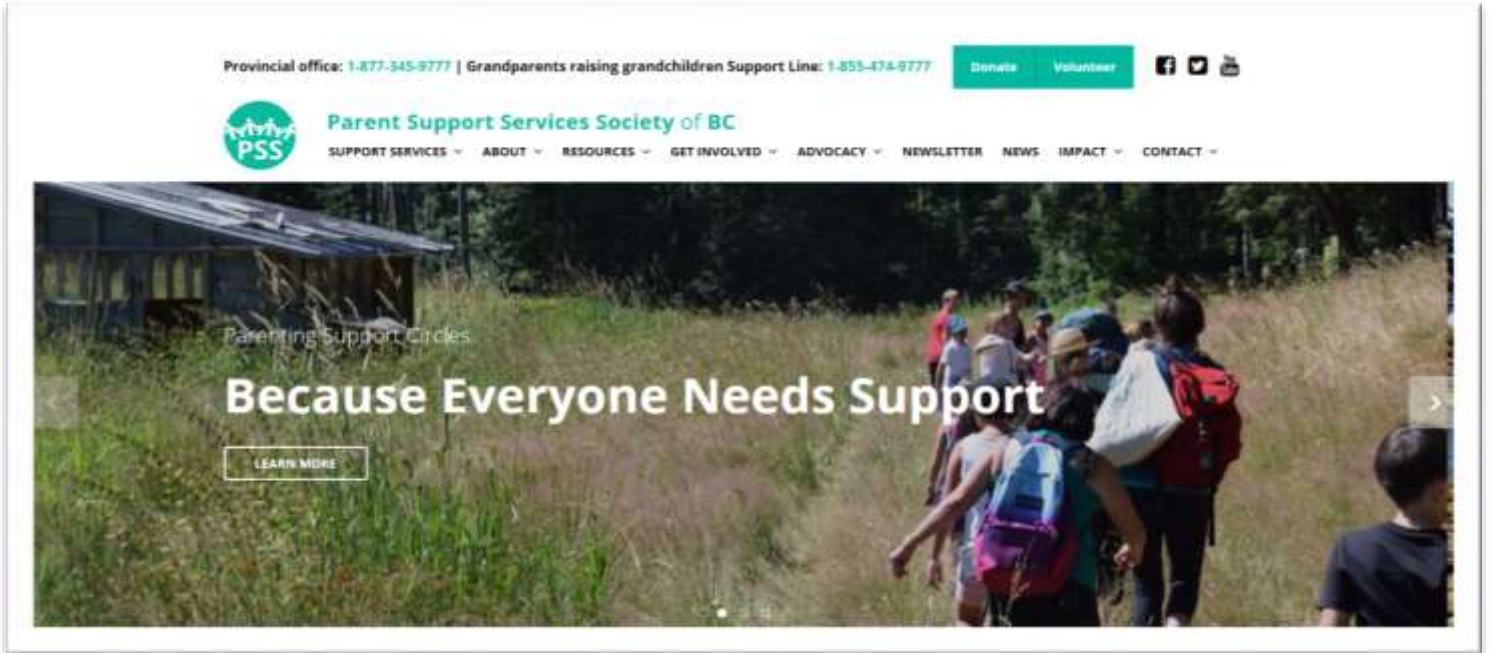 Provincial office: 1-877-345-9777 | Grandparents raising grandchildren Support Line: 1-855-474-9777
Donate
Volunteer
Parent Support Services Society of BC
PSS
SUPPORT SERVICES
ABOUT
RESOURCES
GET INVOLVED
ADVOCACY
NEWSLETTER
NEWS
IMPACT
CONTACT
Parenting Support Circles
Because Everyone Needs Support
LEARN MORE